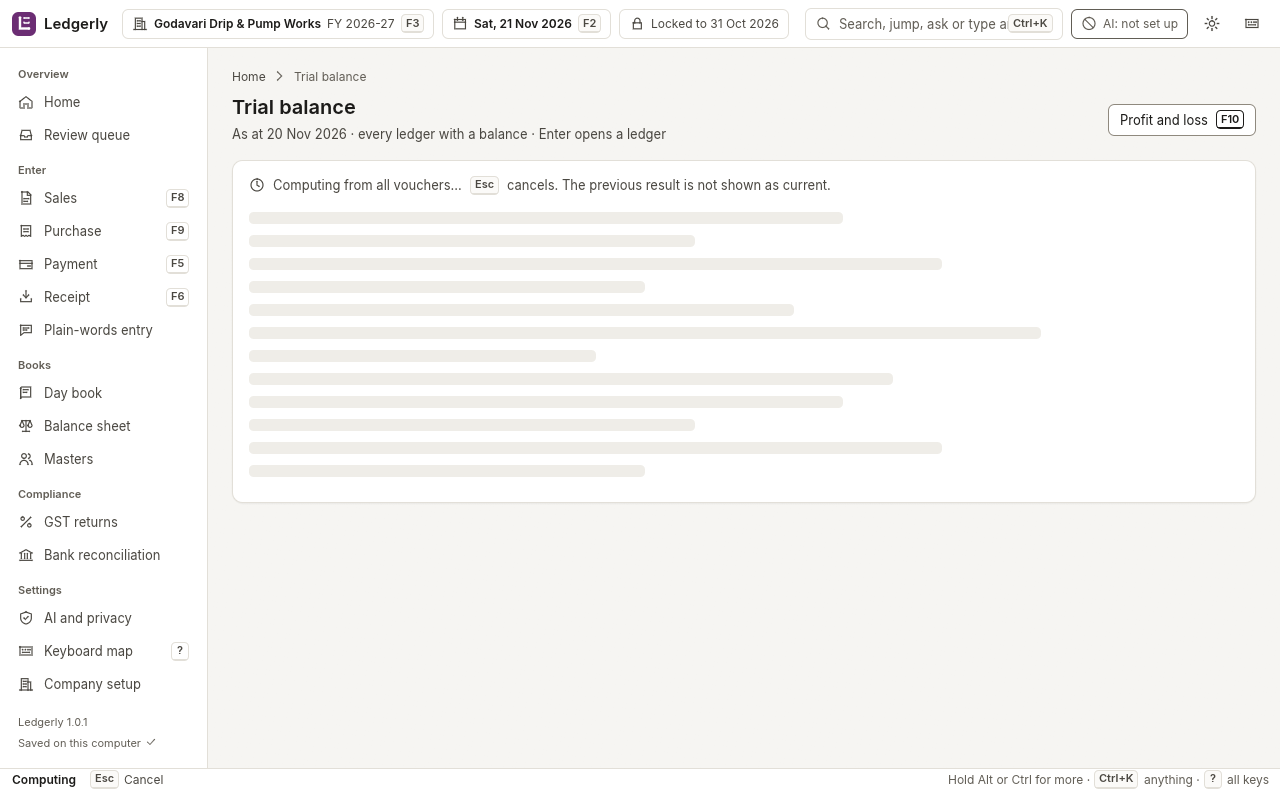 Ledgerly
Godavari Drip & Pump Works FY 2026-27 F3
Sat, 21 Nov 2026 F2
Locked to 31 Oct 2026
Search, jump, ask or type a Ctrl+K
AI: not set up
Overview
Home
Review queue
Enter
Sales F8
Purchase F9
Payment F5
Receipt F6
Plain-words entry
Books
Day book
Balance sheet
Masters
Compliance
GST returns
Bank reconciliation
Settings
AI and privacy
Keyboard map ?
Company setup
Ledgerly 1.0.1
Saved on this computer
Home Trial balance
Trial balance
As at 20 Nov 2026 · every ledger with a balance · Enter opens a ledger
Profit and loss F10
Computing from all vouchers... Esc cancels. The previous result is not shown as current.
Computing Esc Cancel
Hold Alt or Ctrl for more · Ctrl+K anything · ? all keys